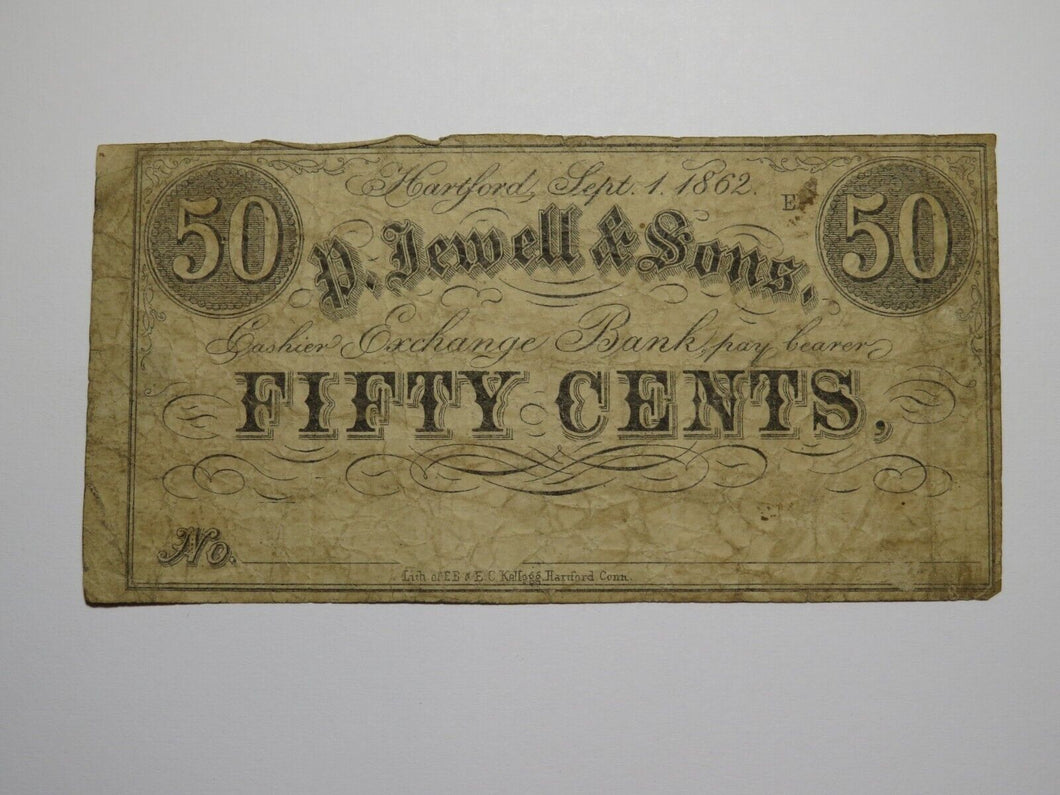 Hartford, Sept. 1. 1862.
E
50
50
P. Jewell & Sons.
Cashier Exchange Bank, pay bearer
FIFTY CENTS,
No.
Lith. of E.B & E.C. Kellogg, Hartford Conn.